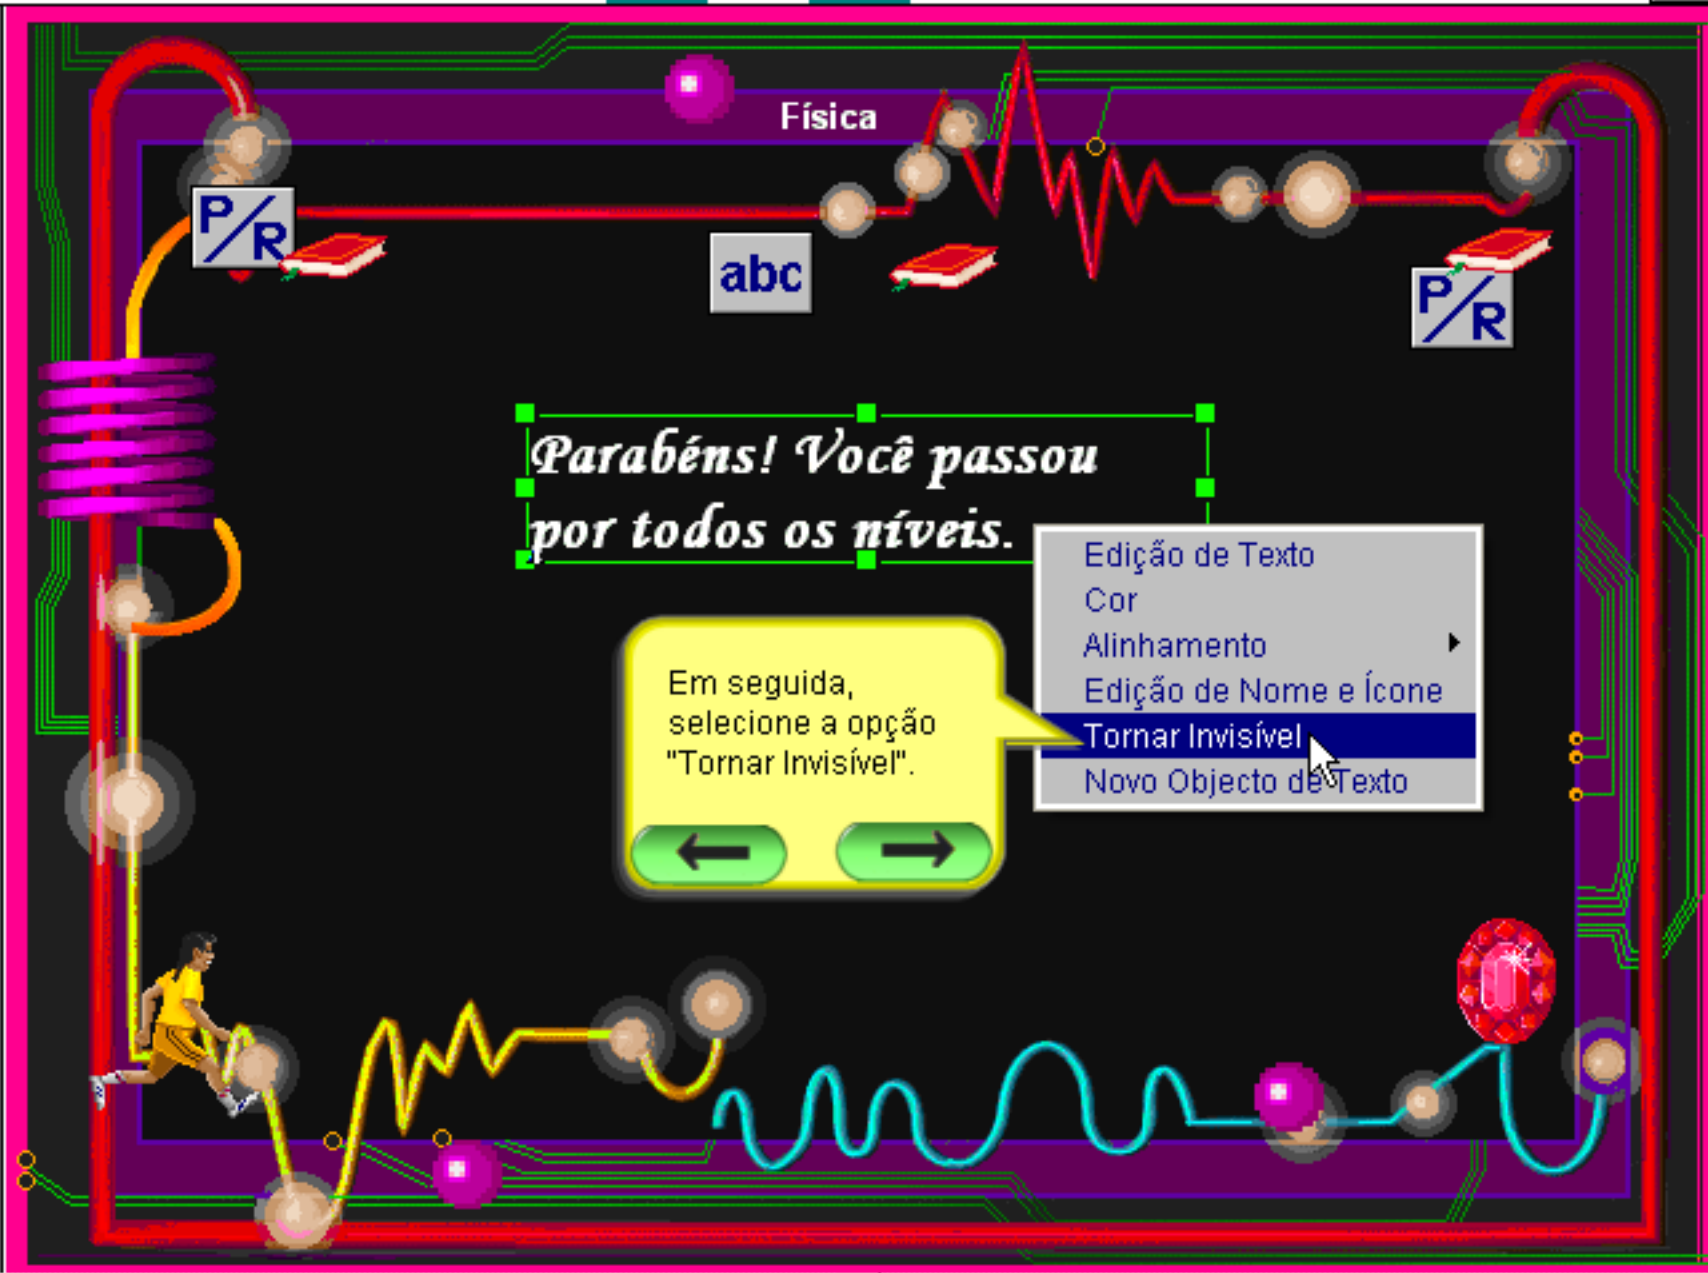 Física
P/R
abc
P/R
Parabéns! Você passou
por todos os níveis.
Edição de Texto
Cor
Alinhamento
Edição de Nome e Ícone
Tornar Invisível
Novo Objecto de Texto
Em seguida,
selecione a opção
"Tornar Invisível".